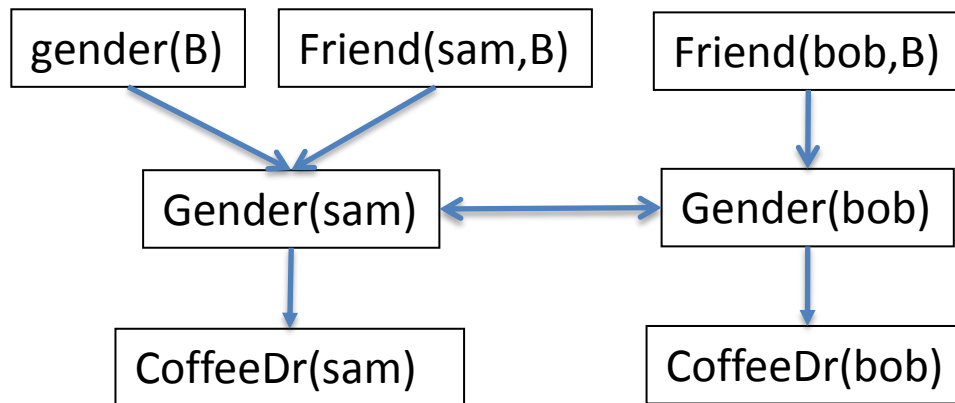 gender(B)
Friend(sam,B)
Friend(bob,B)
Gender(sam)
Gender(bob)
CoffeeDr(sam)
CoffeeDr(bob)